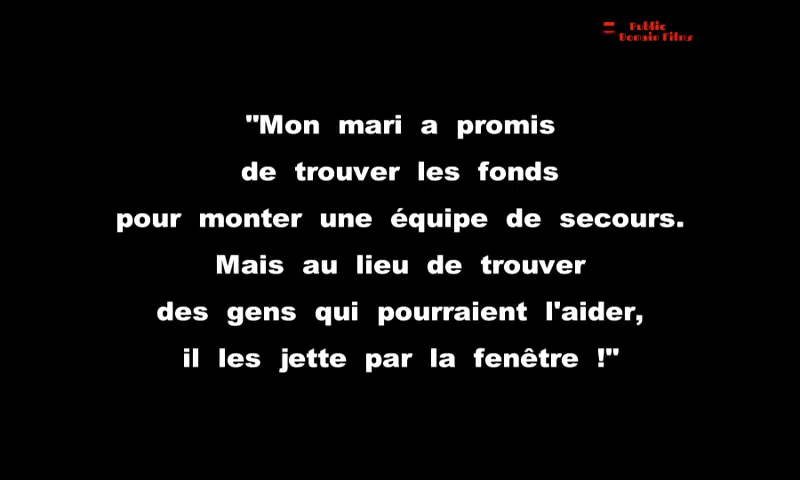 Public
Domain Films
"Mon mari a promis
de trouver les fonds
pour monter une équipe de secours.
Mais au lieu de trouver
des gens qui pourraient l'aider,
il les jette par la fenêtre !"